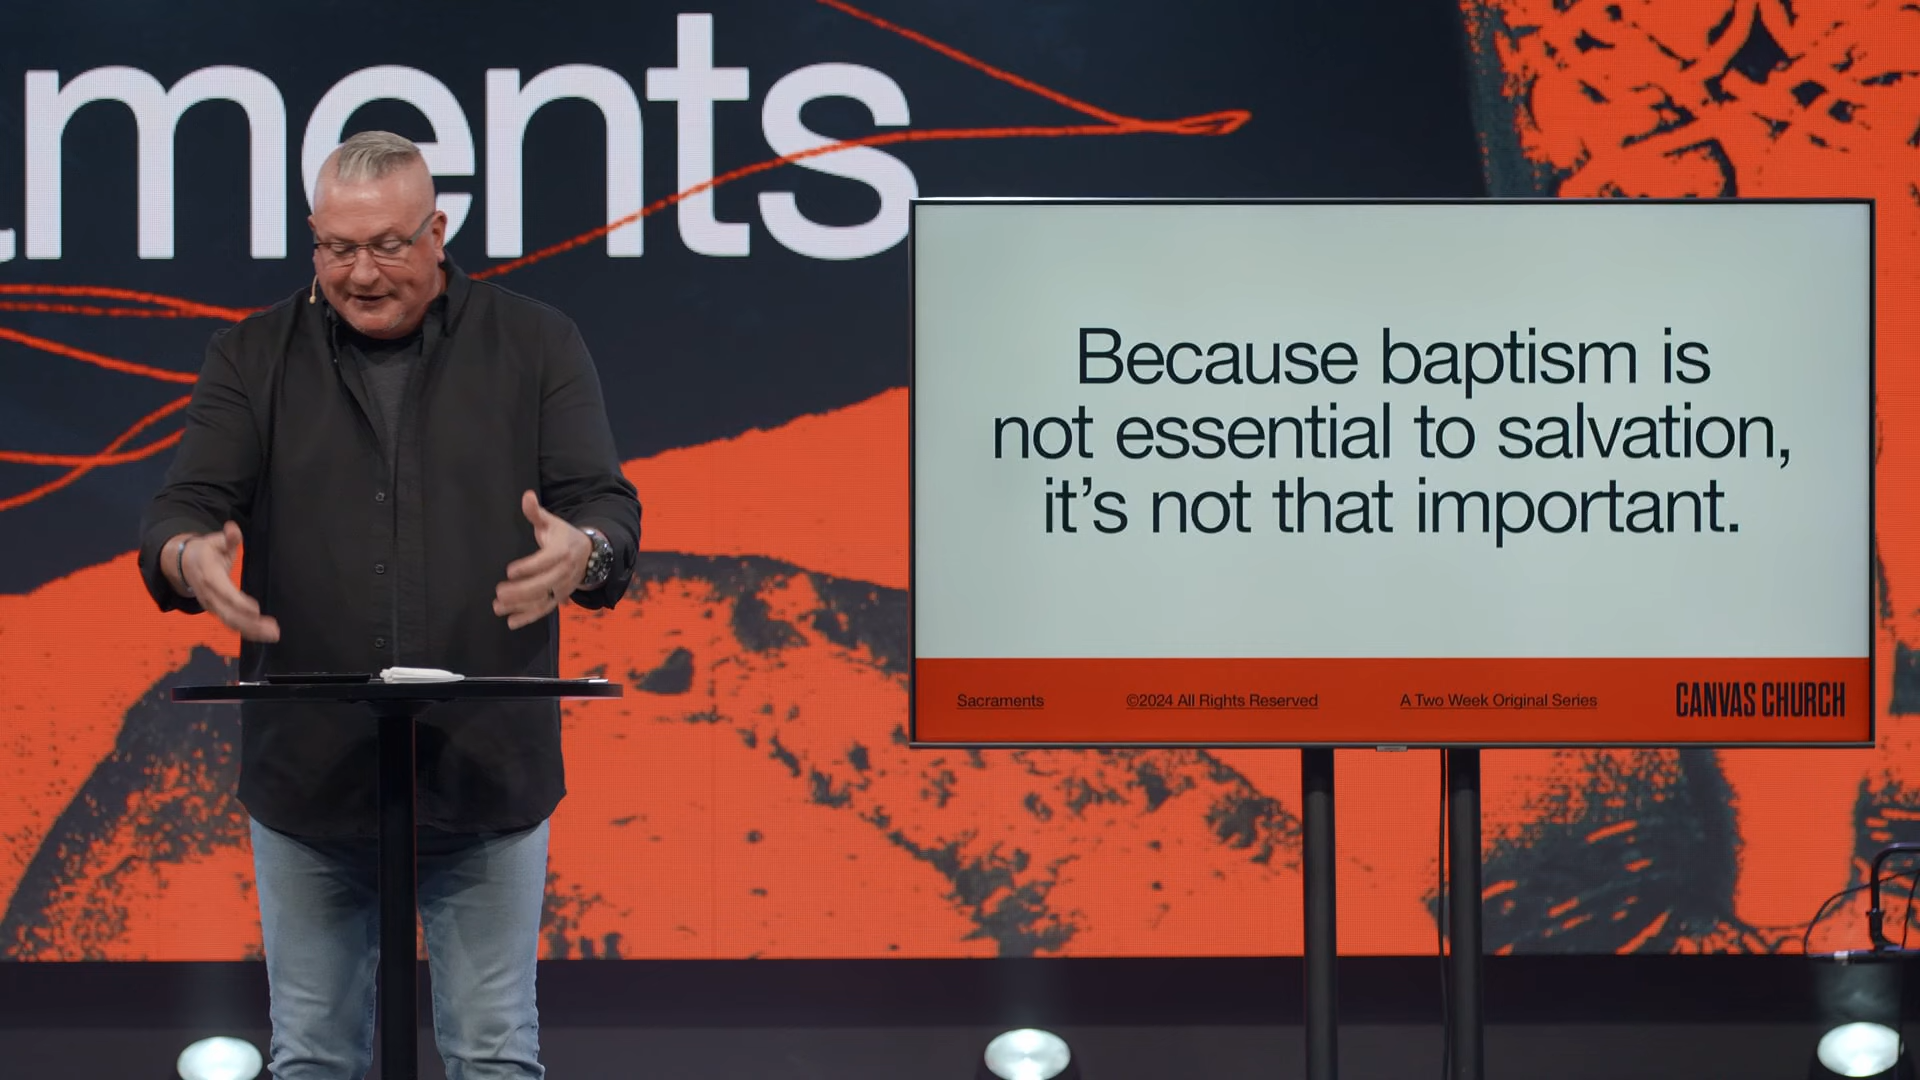 aments
Because baptism is
not essential to salvation,
it's not that important.
Sacraments
©2024 All Rights Reserved
A Two Week Original Series
CANVAS CHURCH